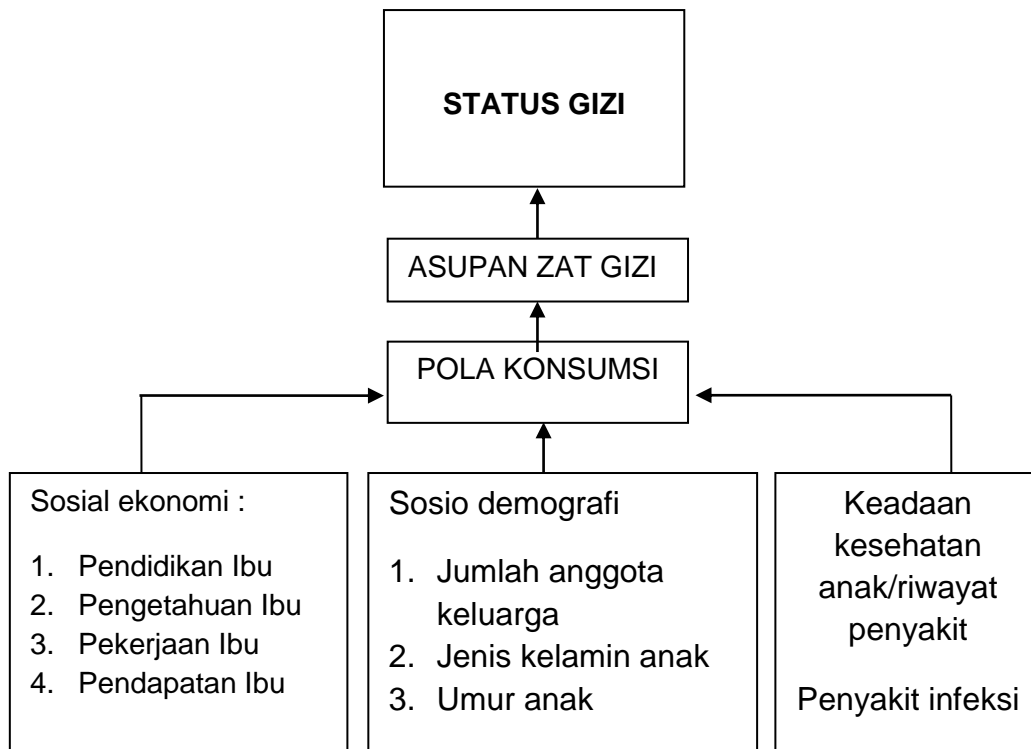 STATUS GIZI
ASUPAN ZAT GIZI
POLA KONSUMSI
Sosial ekonomi :
1. Pendidikan Ibu
2. Pengetahuan Ibu
3. Pekerjaan Ibu
4. Pendapatan Ibu
Sosio demografi
1. Jumlah anggota
keluarga
2. Jenis kelamin anak
3. Umur anak
Keadaan
kesehatan
anak/riwayat
penyakit
Penyakit infeksi